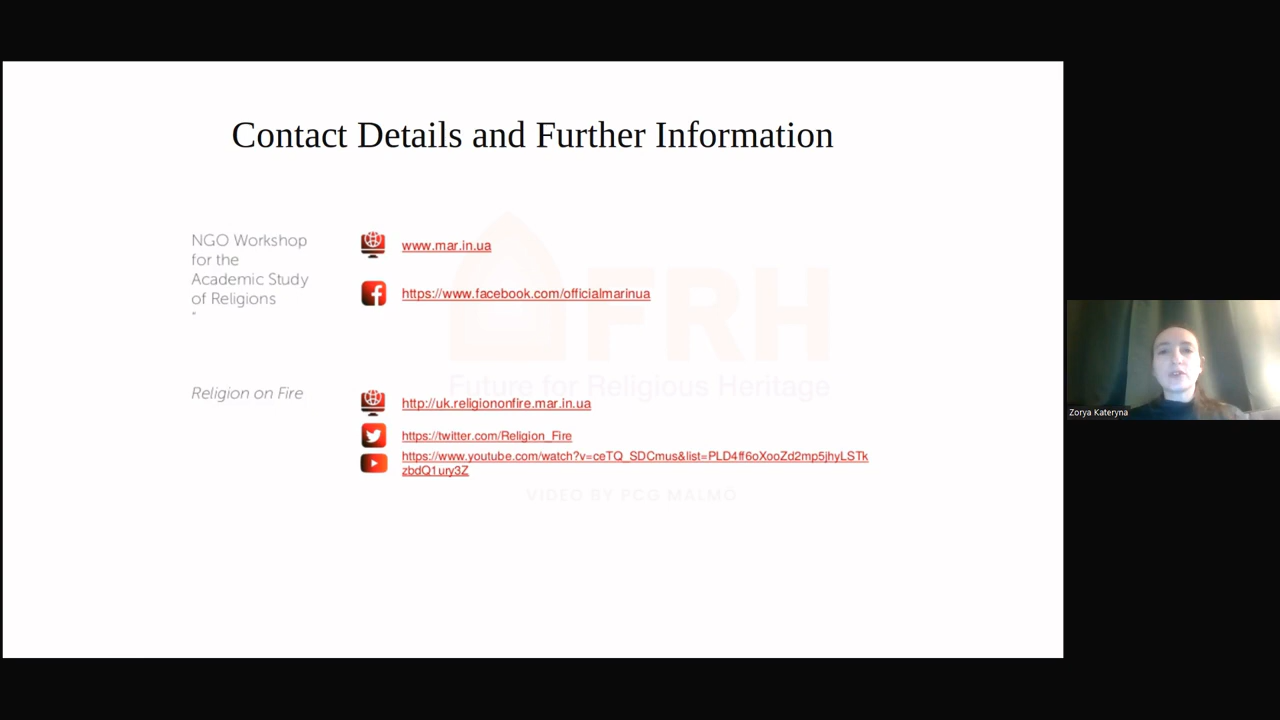 Contact Details and Further Information
NGO Workshop
for the
Academic Study
of Religions
"
www.mar.in.ua
https://www.facebook.com/officialmarinua
FRH
Future for Religious Heritage
Religion on Fire
http://uk.religiononfire.mar.in.ua
https://twitter.com/Religion_Fire
https://www.youtube.com/watch?v=ceTQ_SDCmus&list=PLD4ff6oXooZd2mp5jhyLSTk
zbdQ1ury3Z
VIDEO BY PCG MALMÖ
Zorya Kateryna